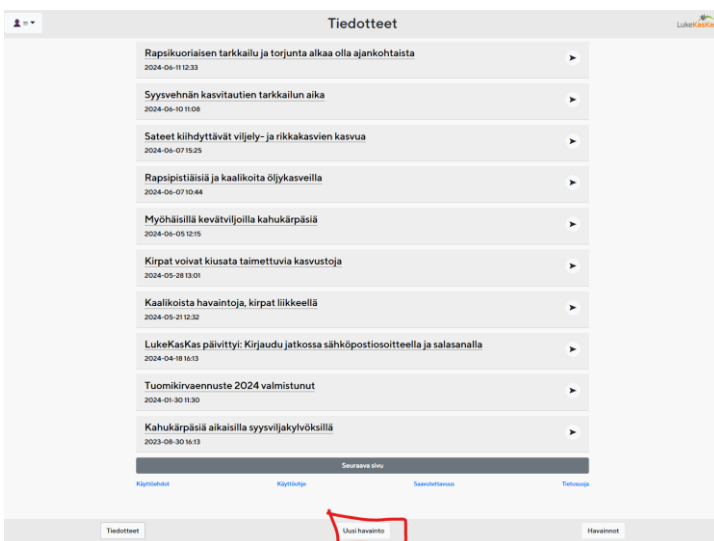 Tiedotteet
LukeKasKas
Rapsikuoriaisen tarkkailu ja torjunta alkaa olla ajankohtaista
2024-06-11 12:33
Syysvehnän kasvitautien tarkkailun aika
2024-06-10 11:08
Sateet kiihdyttävät viljely- ja rikkakasvien kasvua
2024-06-07 15:25
Rapsipistiäisiä ja kaalikoita öljykasveilla
2024-06-07 10:44
Myöhäisillä kevätviljoilla kahukärpäsiä
2024-06-05 12:15
Kirpat voivat kiusata taimettuvia kasvustoja
2024-05-28 13:01
Kaalikoista havaintoja, kirpat liikkeellä
2024-05-21 12:32
LukeKasKas päivittyi: Kirjaudu jatkossa sähköpostiosoitteella ja salasanalla
2024-04-18 16:13
Tuomikirvaennuste 2024 valmistunut
2024-01-30 11:30
Kahukärpäsiä aikaisilla syysviljakylvöksillä
2023-08-30 16:13
Seuraava sivu
Käyttöehdot Käyttöohje Saavutettavuus Tietosuoja
Tiedotteet Uusi havainto Havainnot